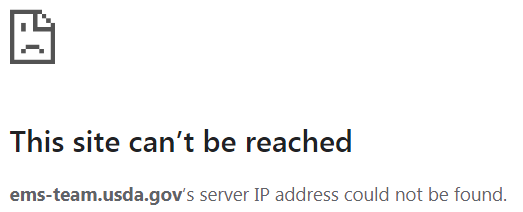 This site can’t be reached
ems-team.usda.gov’s server IP address could not be found.